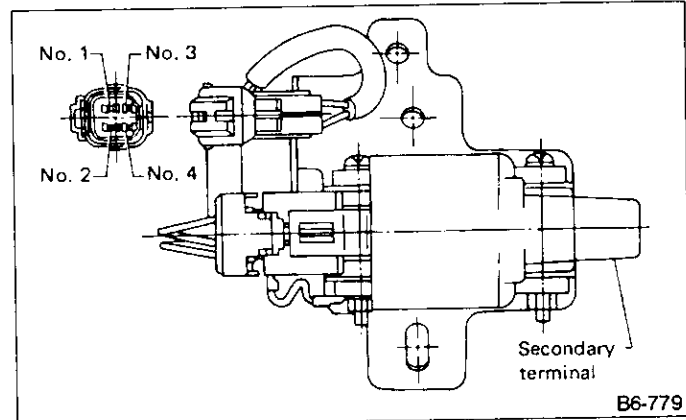 No. 1
No. 3
No. 2
No. 4
Secondary
terminal
B6-779